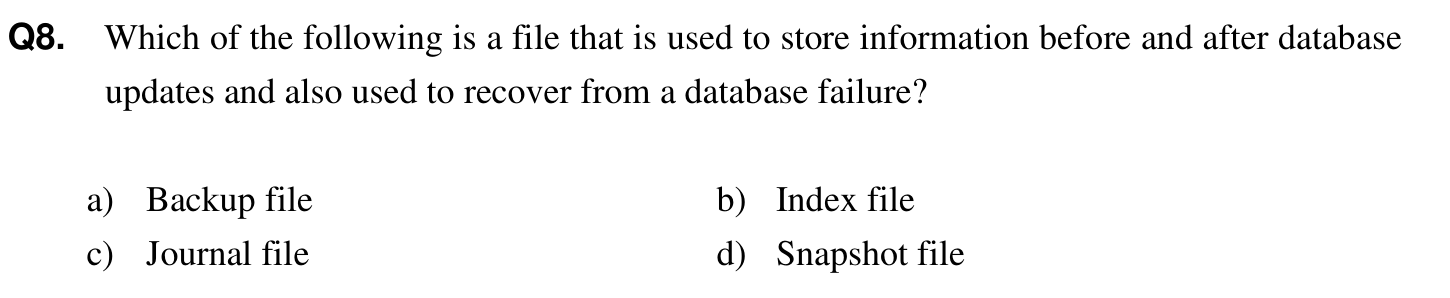 Q8. Which of the following is a file that is used to store information before and after database
updates and also used to recover from a database failure?
a) Backup file b) Index file
c) Journal file d) Snapshot file